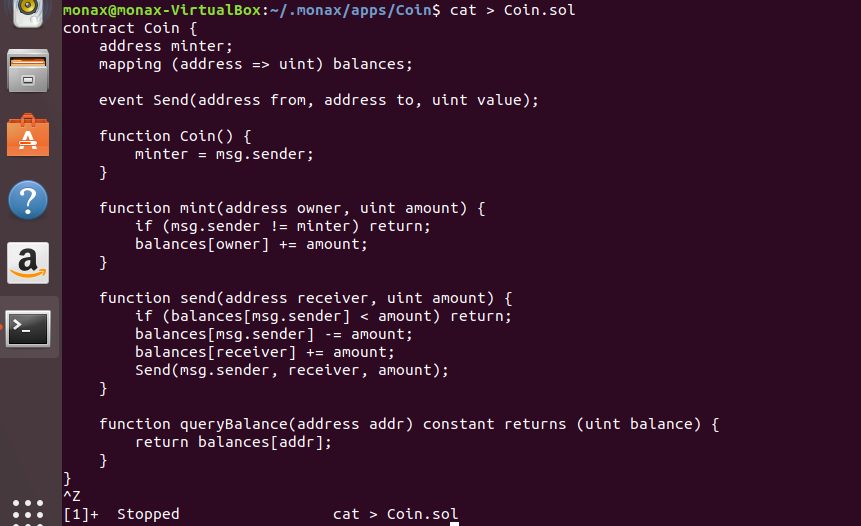 monax@monax-VirtualBox:~/.monax/apps/Coin$ cat > Coin.sol
contract Coin {
    address minter;
    mapping (address => uint) balances;

    event Send(address from, address to, uint value);

    function Coin() {
        minter = msg.sender;
    }

    function mint(address owner, uint amount) {
        if (msg.sender != minter) return;
        balances[owner] += amount;
    }

    function send(address receiver, uint amount) {
        if (balances[msg.sender] < amount) return;
        balances[msg.sender] -= amount;
        balances[receiver] += amount;
        Send(msg.sender, receiver, amount);
    }

    function queryBalance(address addr) constant returns (uint balance) {
        return balances[addr];
    }
}
^Z
[1]+  Stopped                 cat > Coin.sol